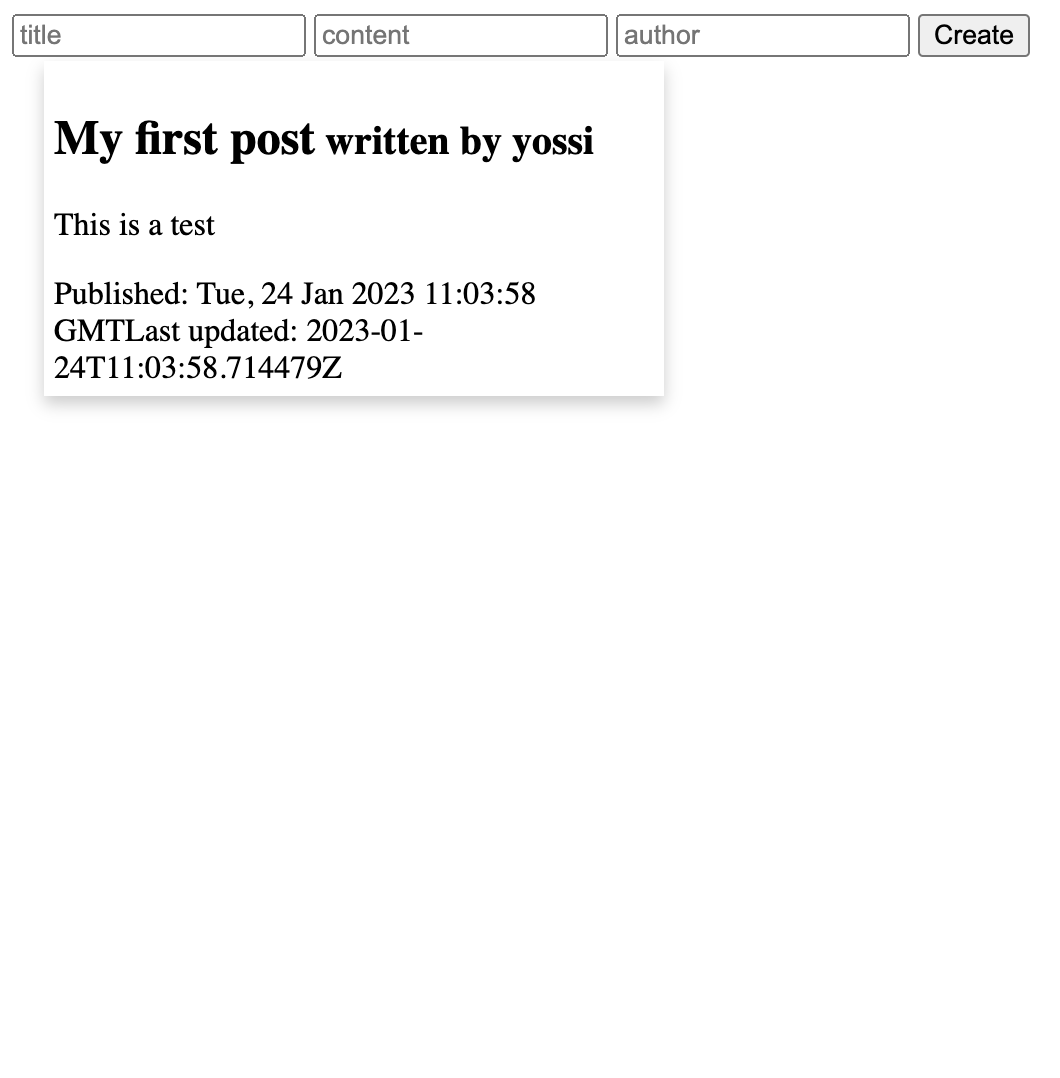 title content author Create
My first post written by yossi
This is a test
Published: Tue, 24 Jan 2023 11:03:58
GMTLast updated: 2023-01-
24T11:03:58.714479Z